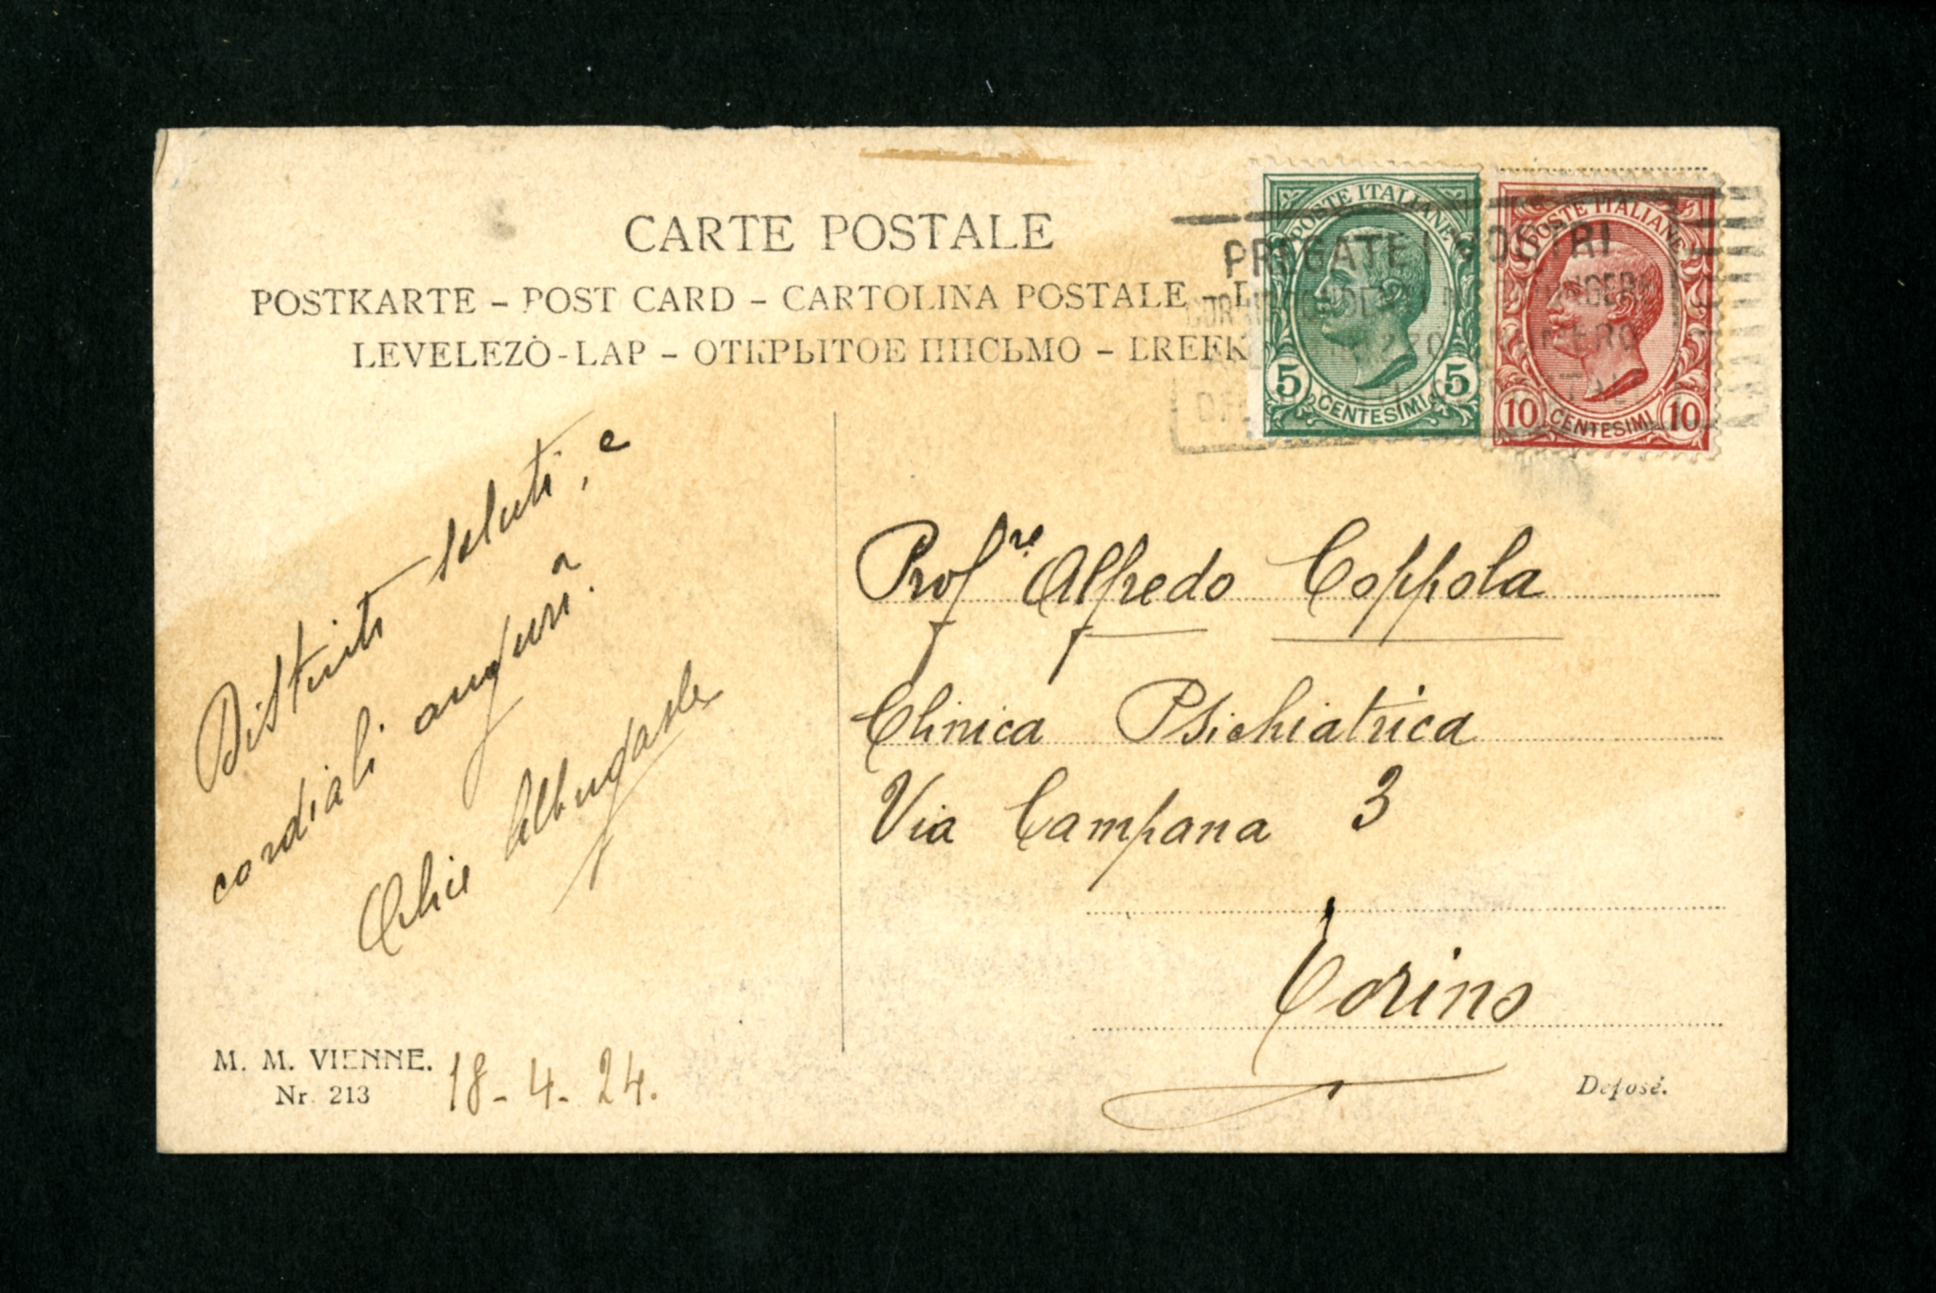 CARTE POSTALE
POSTKARTE – POST CARD – CARTOLINA POSTALE –
LEVELEZÒ-LAP – ОТКРЫТОЕ ПИСЬМО –
POSTE ITALIANE
5 CENTESIMI 5
POSTE ITALIANE
10 CENTESIMI 10
PREGATE I VOSTRI
Distinti saluti, e
cordiali auguri.
Prof.re Alfredo Coppola
Clinica Psichiatrica
Via Campana 3
Torino
M. M. VIENNE.
Nr. 213
18-4-24.
Deposé.